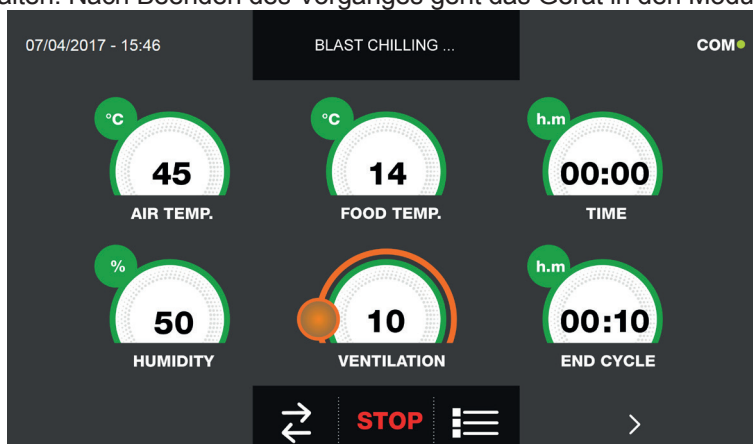 alten. Nach Beenden des Vorganges geht das Gerät in den Modu
07/04/2017 - 15:46 BLAST CHILLING ... COM
°C °C h.m
45 14 00:00
AIR TEMP. FOOD TEMP. TIME
% h.m
50 10 00:10
HUMIDITY VENTILATION END CYCLE
STOP